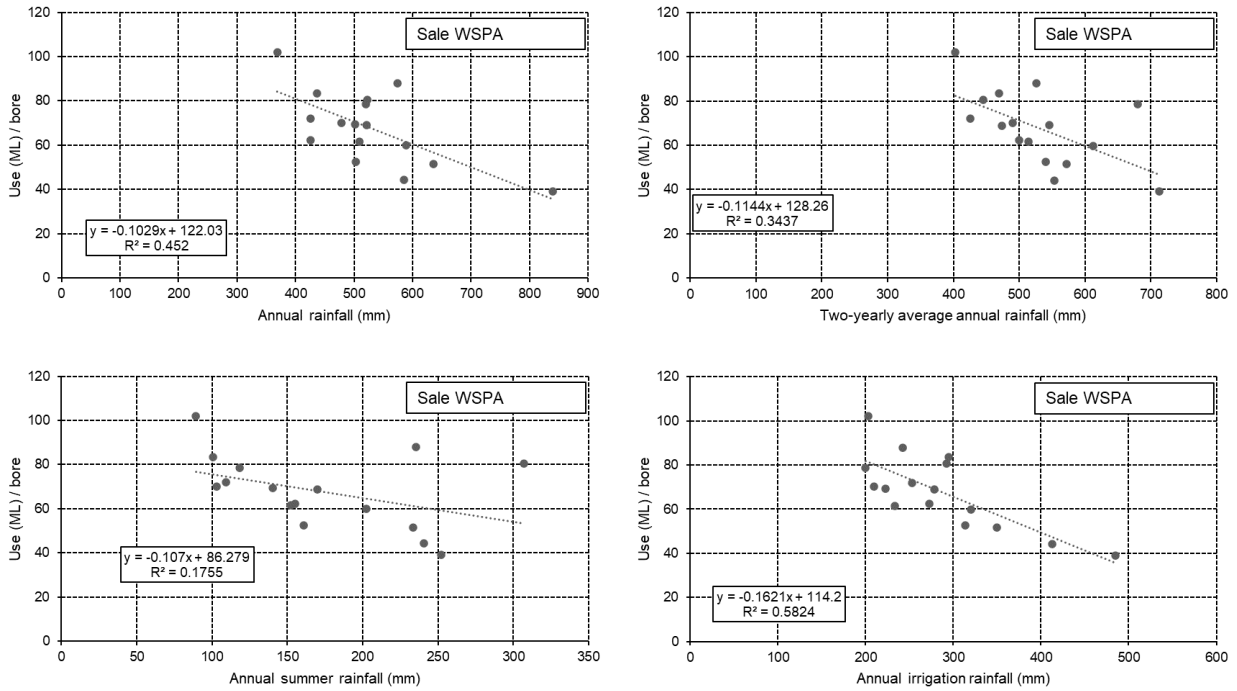 120
100
80
60
40
20
0
Use (ML) / bore
Sale WSPA
y = -0.1029x + 122.03
R² = 0.452
0 100 200 300 400 500 600 700 800 900
Annual rainfall (mm)
120
100
80
60
40
20
0
Use (ML) / bore
Sale WSPA
y = -0.1144x + 128.26
R² = 0.3437
0 100 200 300 400 500 600 700 800
Two-yearly average annual rainfall (mm)
120
100
80
60
40
20
0
Use (ML) / bore
Sale WSPA
y = -0.107x + 86.279
R² = 0.1755
0 50 100 150 200 250 300 350
Annual summer rainfall (mm)
120
100
80
60
40
20
0
Use (ML) / bore
Sale WSPA
y = -0.1621x + 114.2
R² = 0.5824
0 100 200 300 400 500 600
Annual irrigation rainfall (mm)